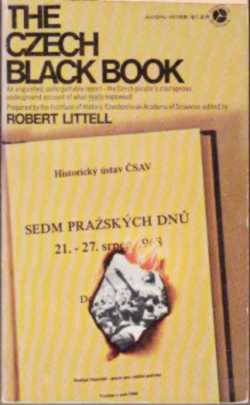 THE
CZECH
BLACK BOOK
An anguished, unforgettable report—the Czech people's courageous
underground account of what really happened!
Prepared by the Institute of History, Czechoslovak Academy of Sciences, edited by
ROBERT LITTELL
Historický ústav ČSAV
SEDM PRAŽSKÝCH DNŮ
21. - 27. srpen